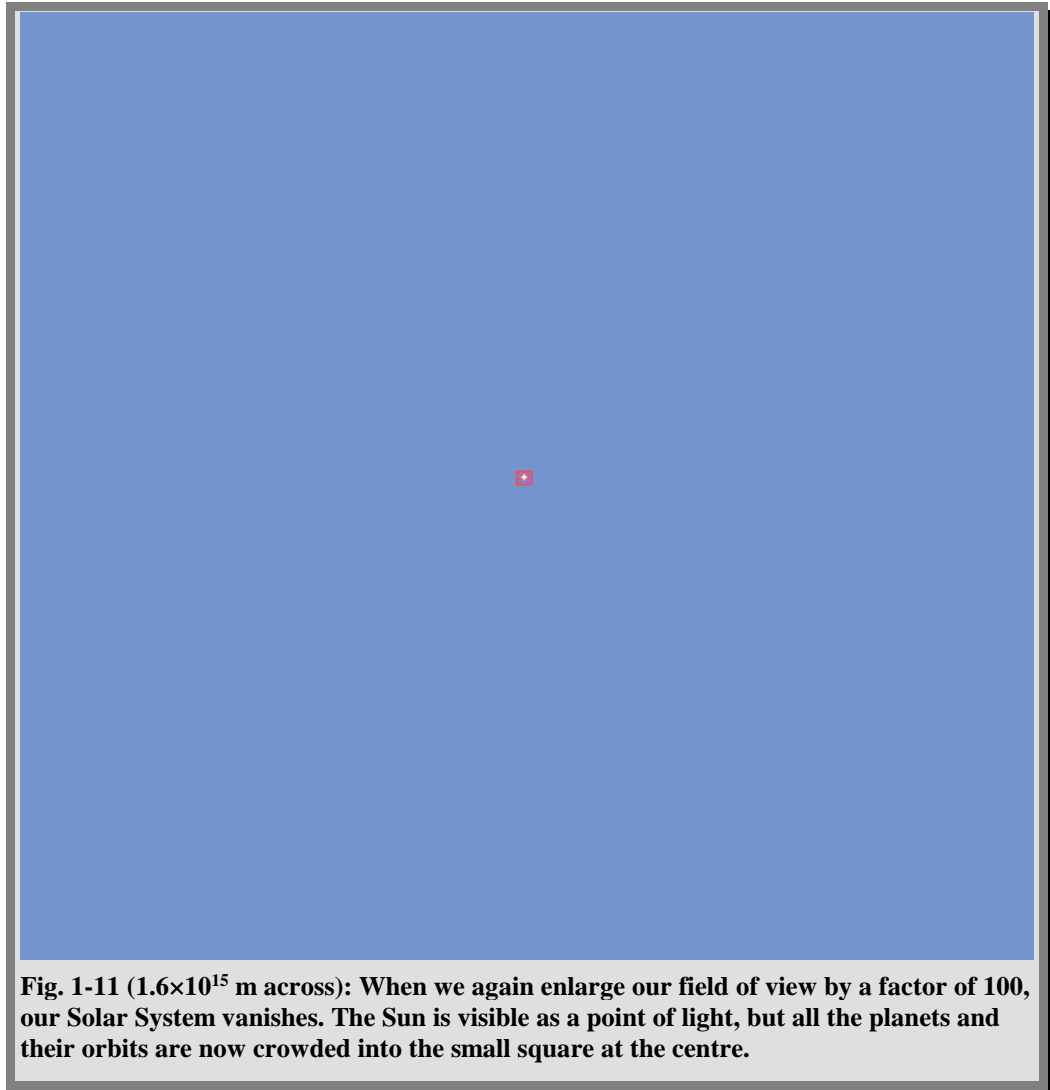 Fig. 1-11 (1.6×10¹⁵ m across): When we again enlarge our field of view by a factor of 100,
our Solar System vanishes. The Sun is visible as a point of light, but all the planets and
their orbits are now crowded into the small square at the centre.